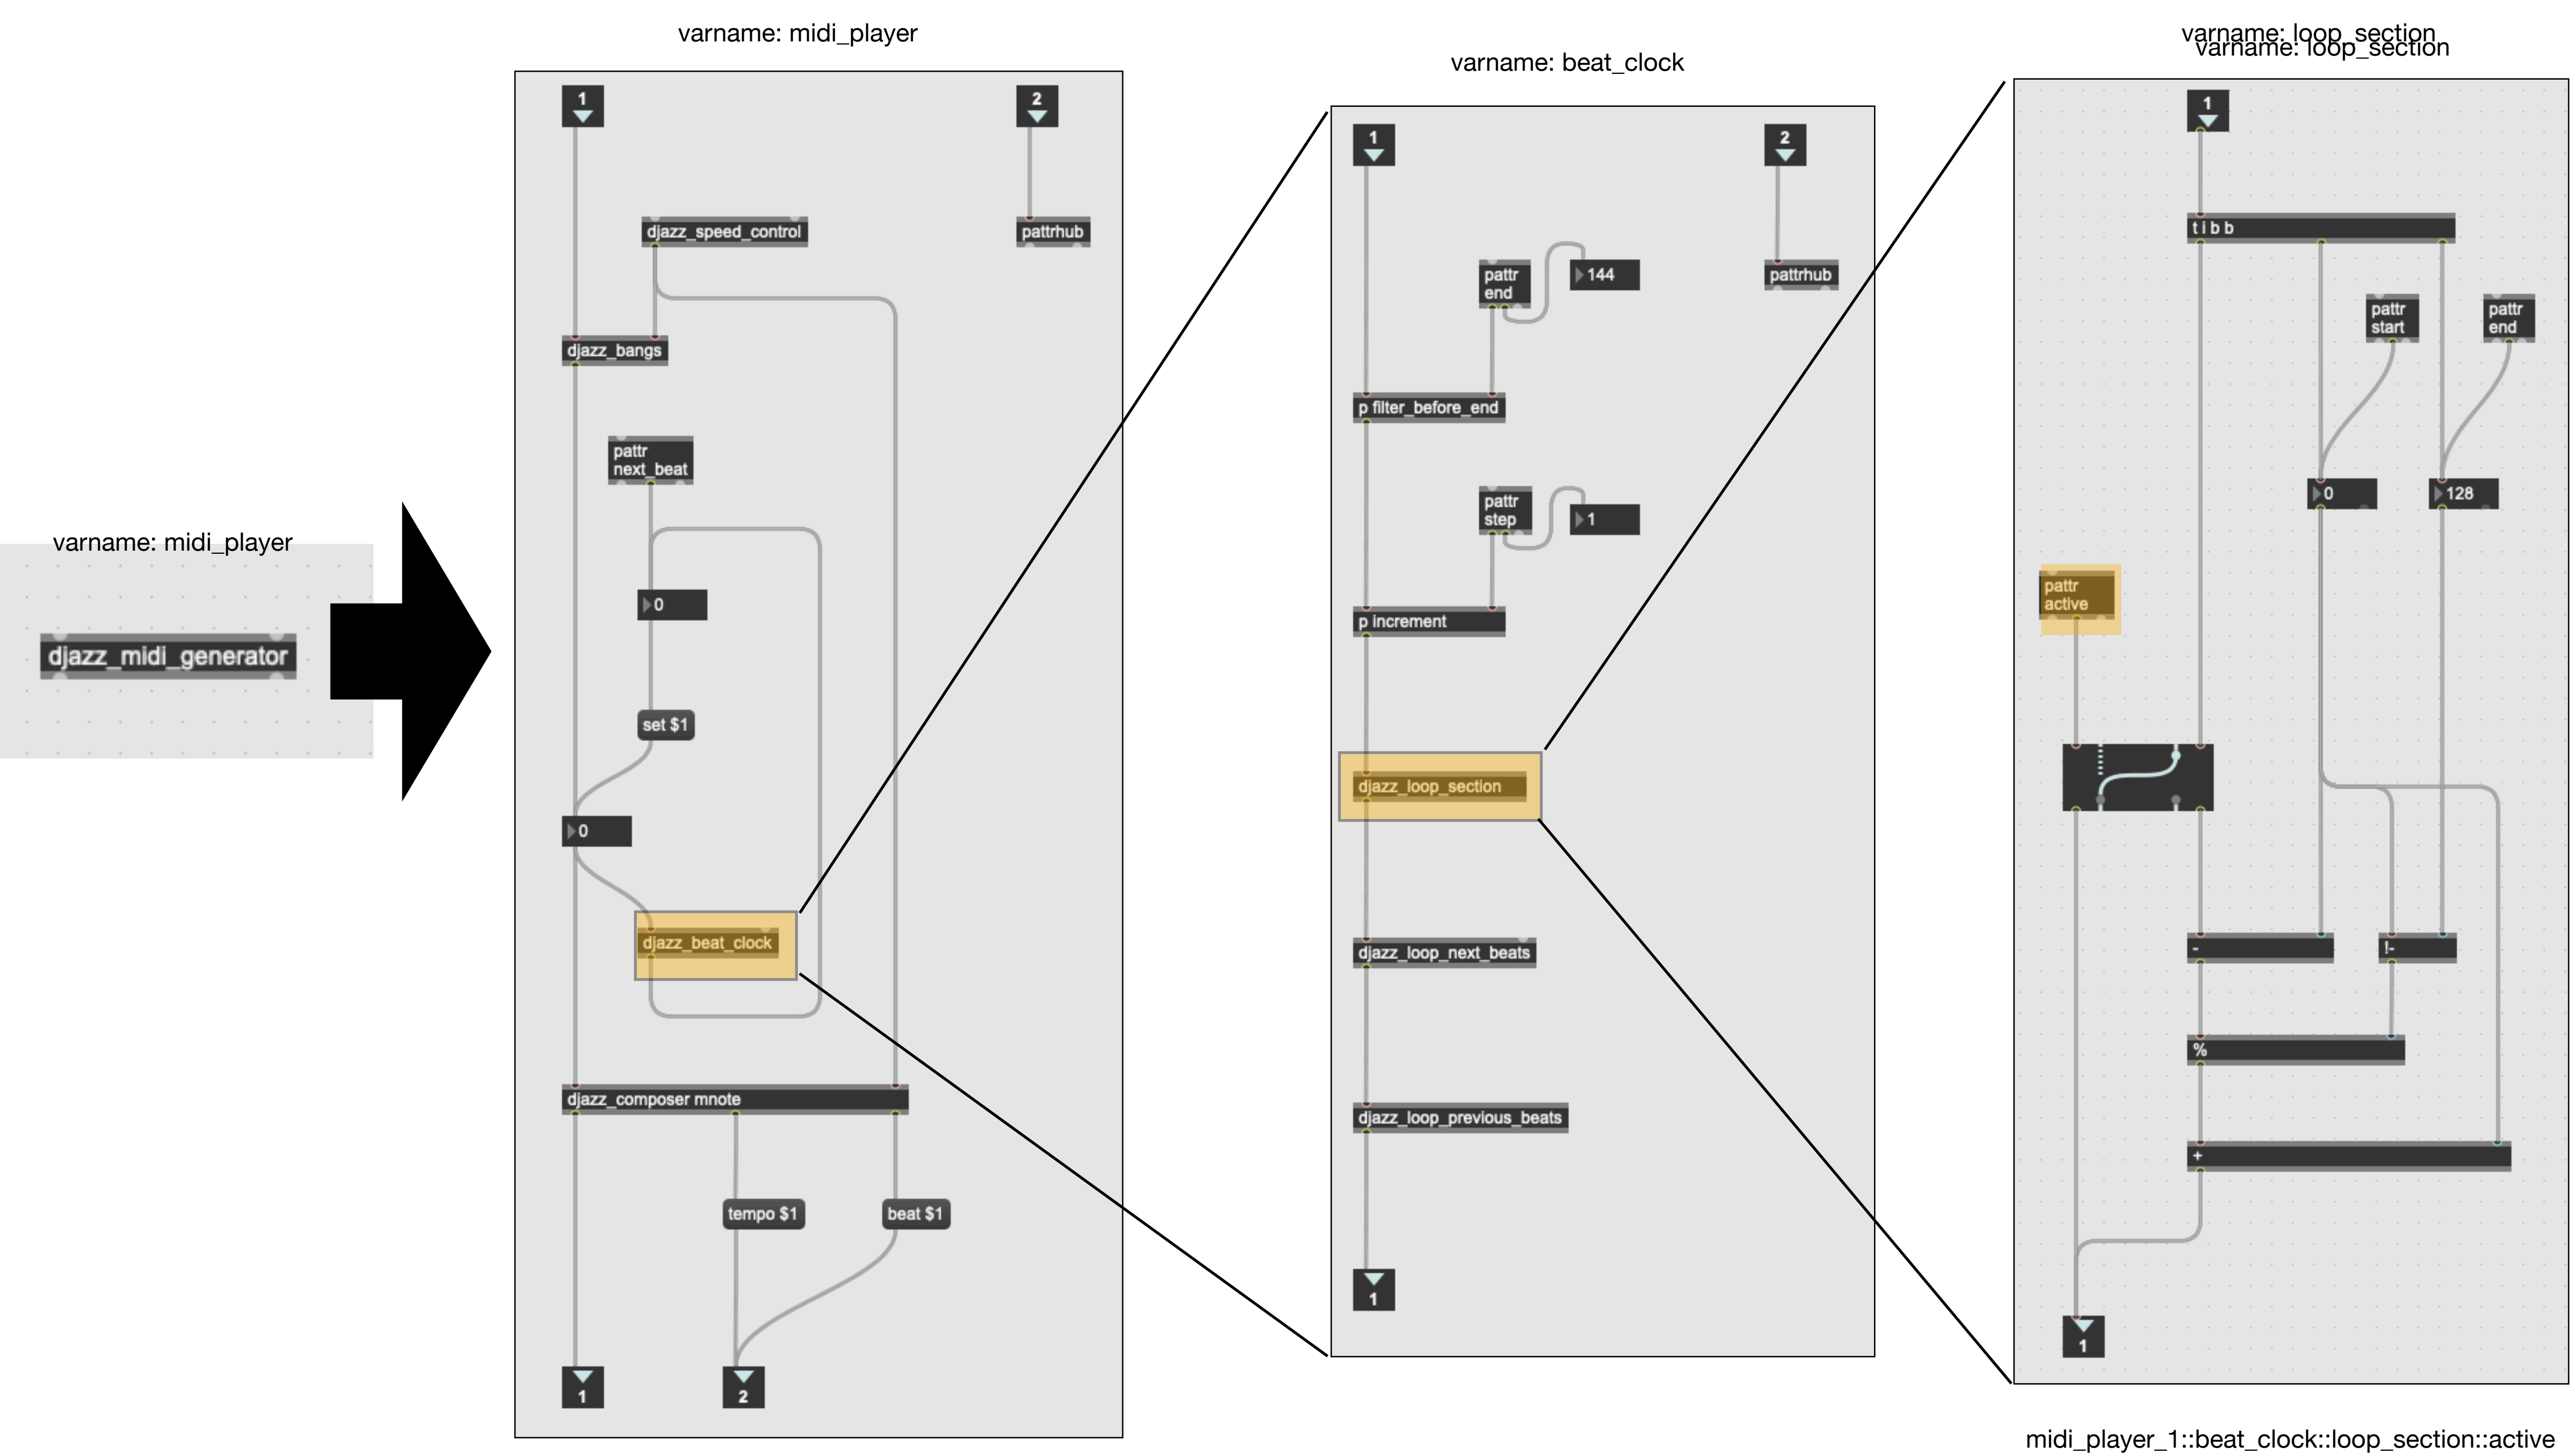 varname: midi_player
djazz_midi_generator
varname: midi_player
1
2
djazz_speed_control
pattrhub
djazz_bangs
pattr
next_beat
0
set $1
0
djazz_beat_clock
djazz_composer mnote
tempo $1
beat $1
1
2
varname: beat_clock
1
2
pattr
end
144
pattrhub
p filter_before_end
pattr
step
1
p increment
djazz_loop_section
djazz_loop_next_beats
djazz_loop_previous_beats
1
varname: loop_section
varname: loop_section
1
t i b b
pattr
start
pattr
end
0
128
pattr
active
-
!-
%
+
1
midi_player_1::beat_clock::loop_section::active